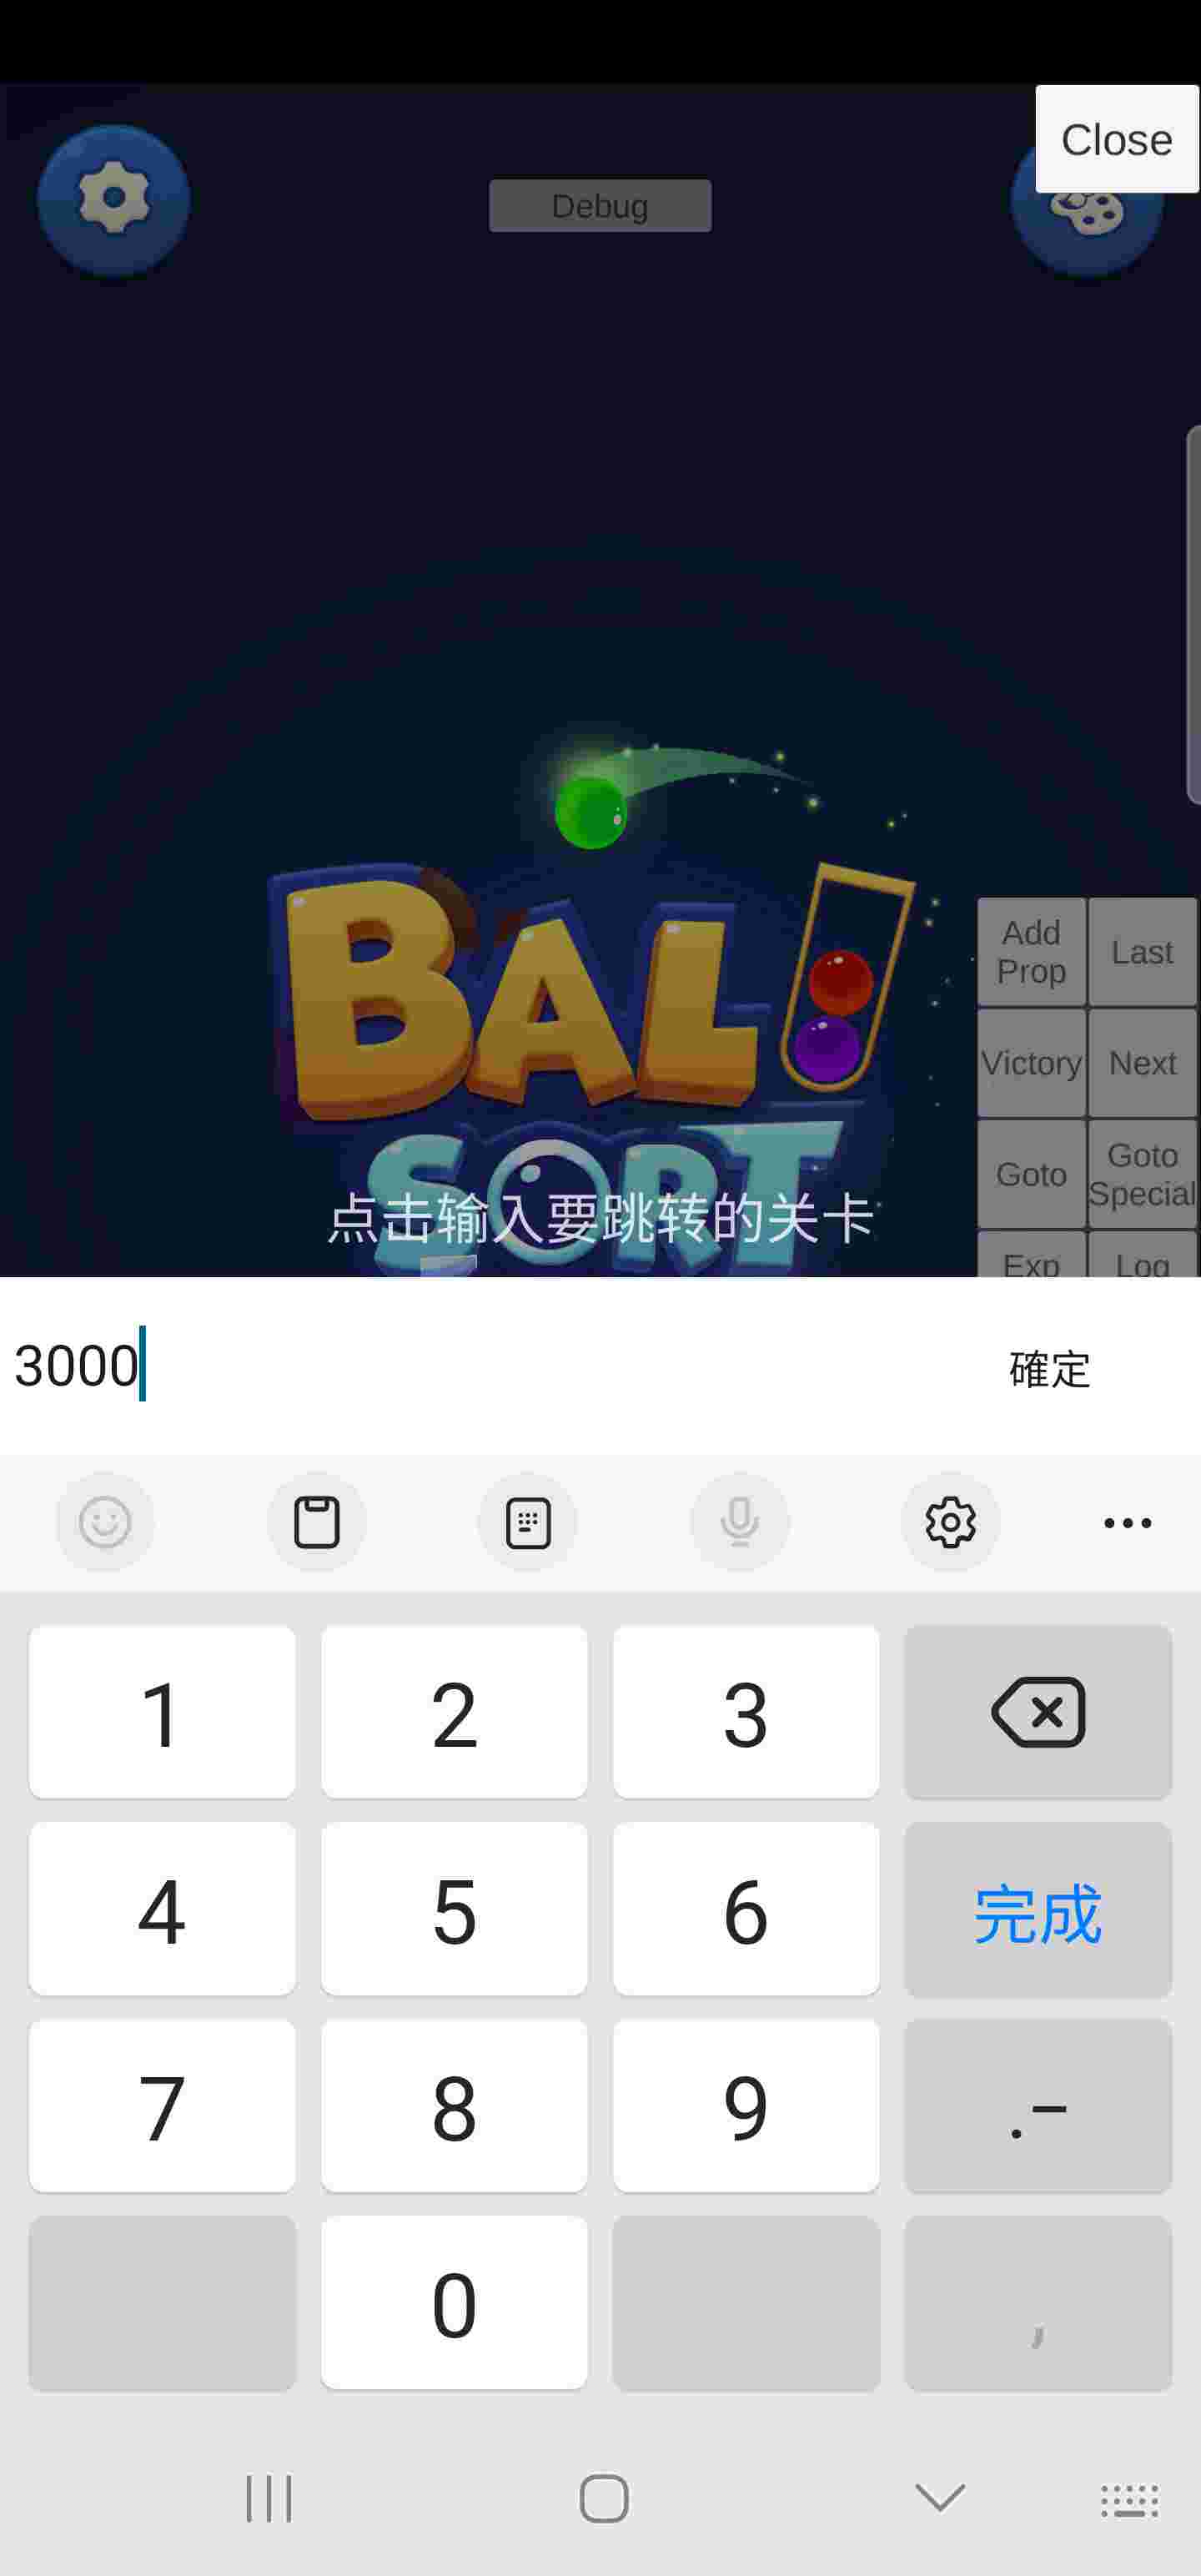 Close
Debug
BALL
SORT
Add Prop
Last
Victory
Next
Goto
Goto Special
Exp
Log
点击输入要跳转的关卡
3000
確定
1
2
3
4
5
6
完成
7
8
9
.-
0
,